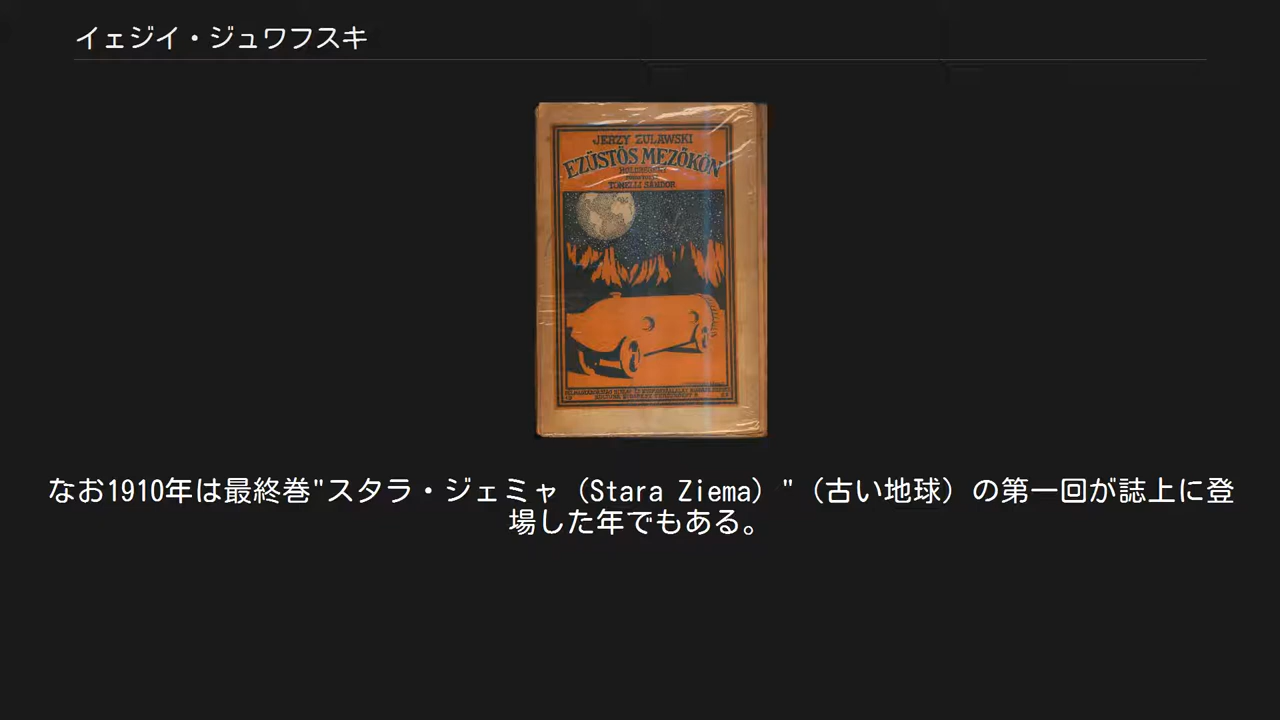 イェジイ・ジュワフスキ
JERZY ZULAWSKI
EZÜSTÖS MEZŐKÖN
TOMELLI SÁNDOR
なお1910年は最終巻"スタラ・ジェミャ（Stara Ziema）"（古い地球）の第一回が誌上に登
場した年でもある。